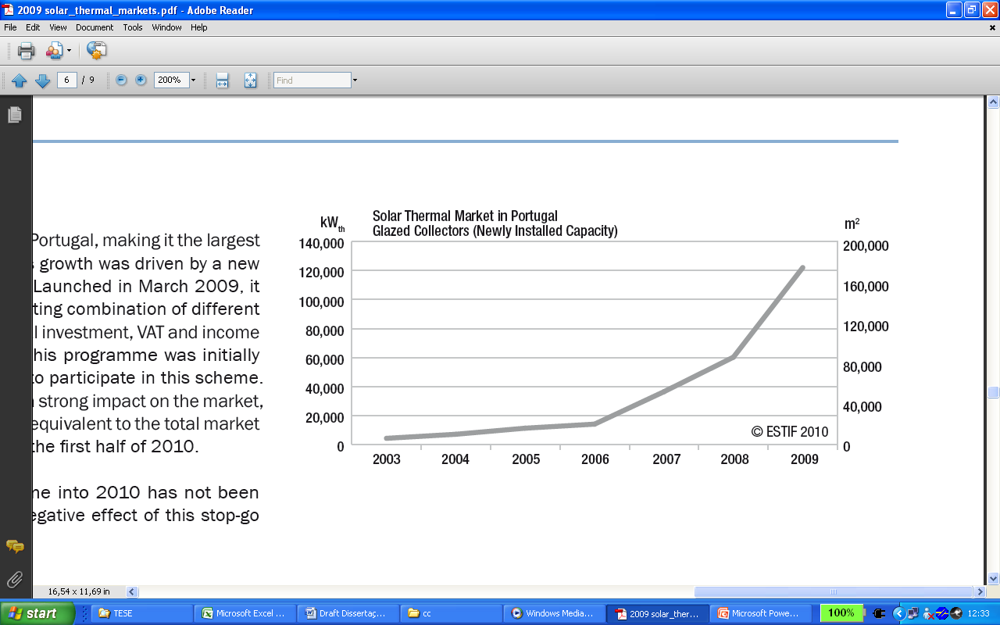 2009 solar_thermal_markets.pdf - Adobe Reader
File Edit View Document Tools Window Help
6 / 9 200% Find
Portugal, making it the largest
s growth was driven by a new
Launched in March 2009, it
ting combination of different
l investment, VAT and income
his programme was initially
to participate in this scheme.
strong impact on the market,
equivalent to the total market
the first half of 2010.
me into 2010 has not been
egative effect of this stop-go
Solar Thermal Market in Portugal
Glazed Collectors (Newly Installed Capacity)
kWth
140,000
120,000
100,000
80,000
60,000
40,000
20,000
0
m²
200,000
160,000
120,000
80,000
40,000
0
© ESTIF 2010
2003 2004 2005 2006 2007 2008 2009
16,54 x 11,69 in
start TESE Microsoft Excel ... Draft Dissertaç... cc Windows Media... 2009 solar_ther... Microsoft Powe... 100% 12:33